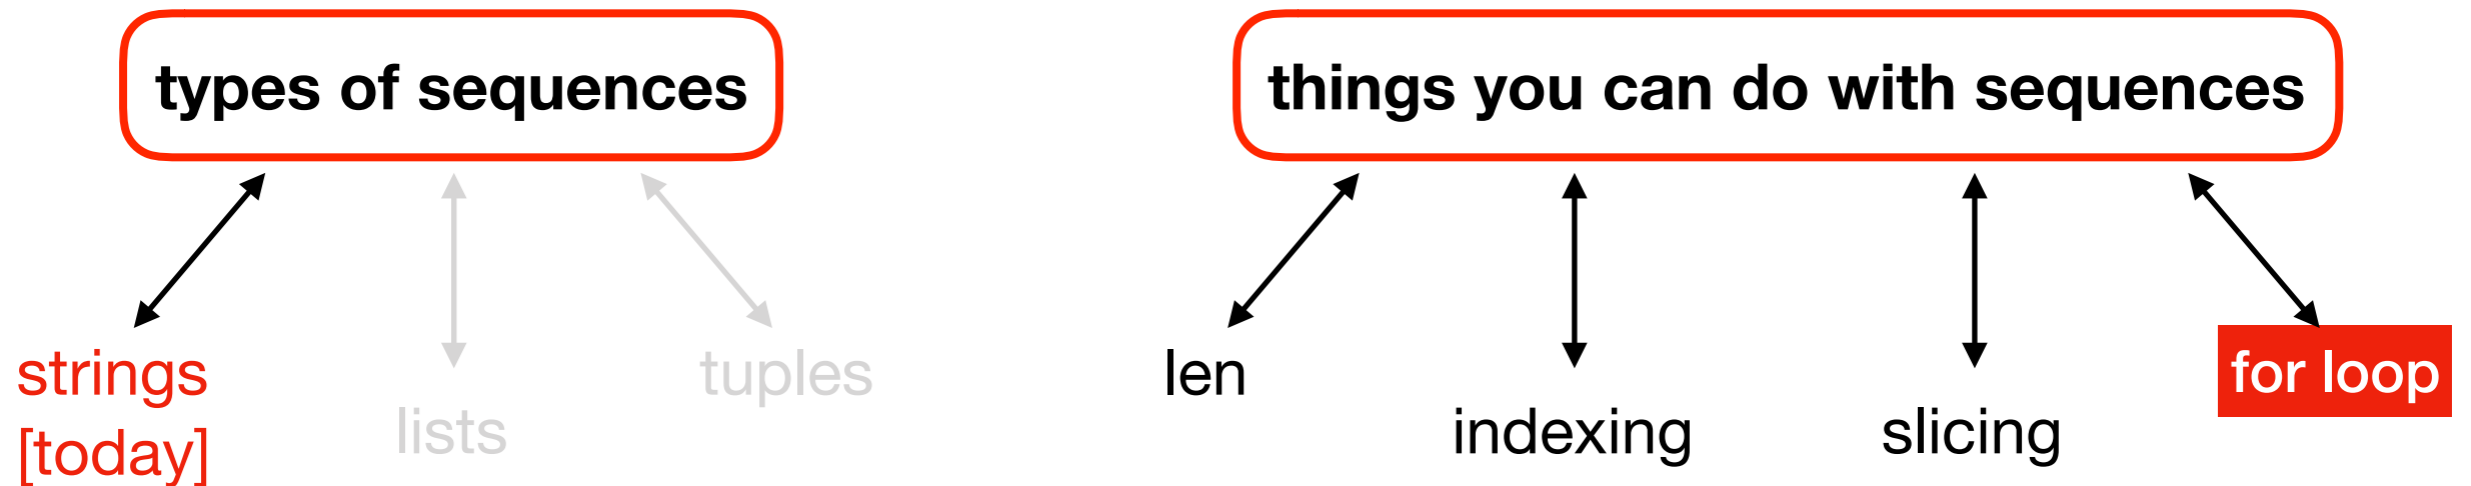 types of sequences
strings
[today]
lists
tuples
things you can do with sequences
len
indexing
slicing
for loop